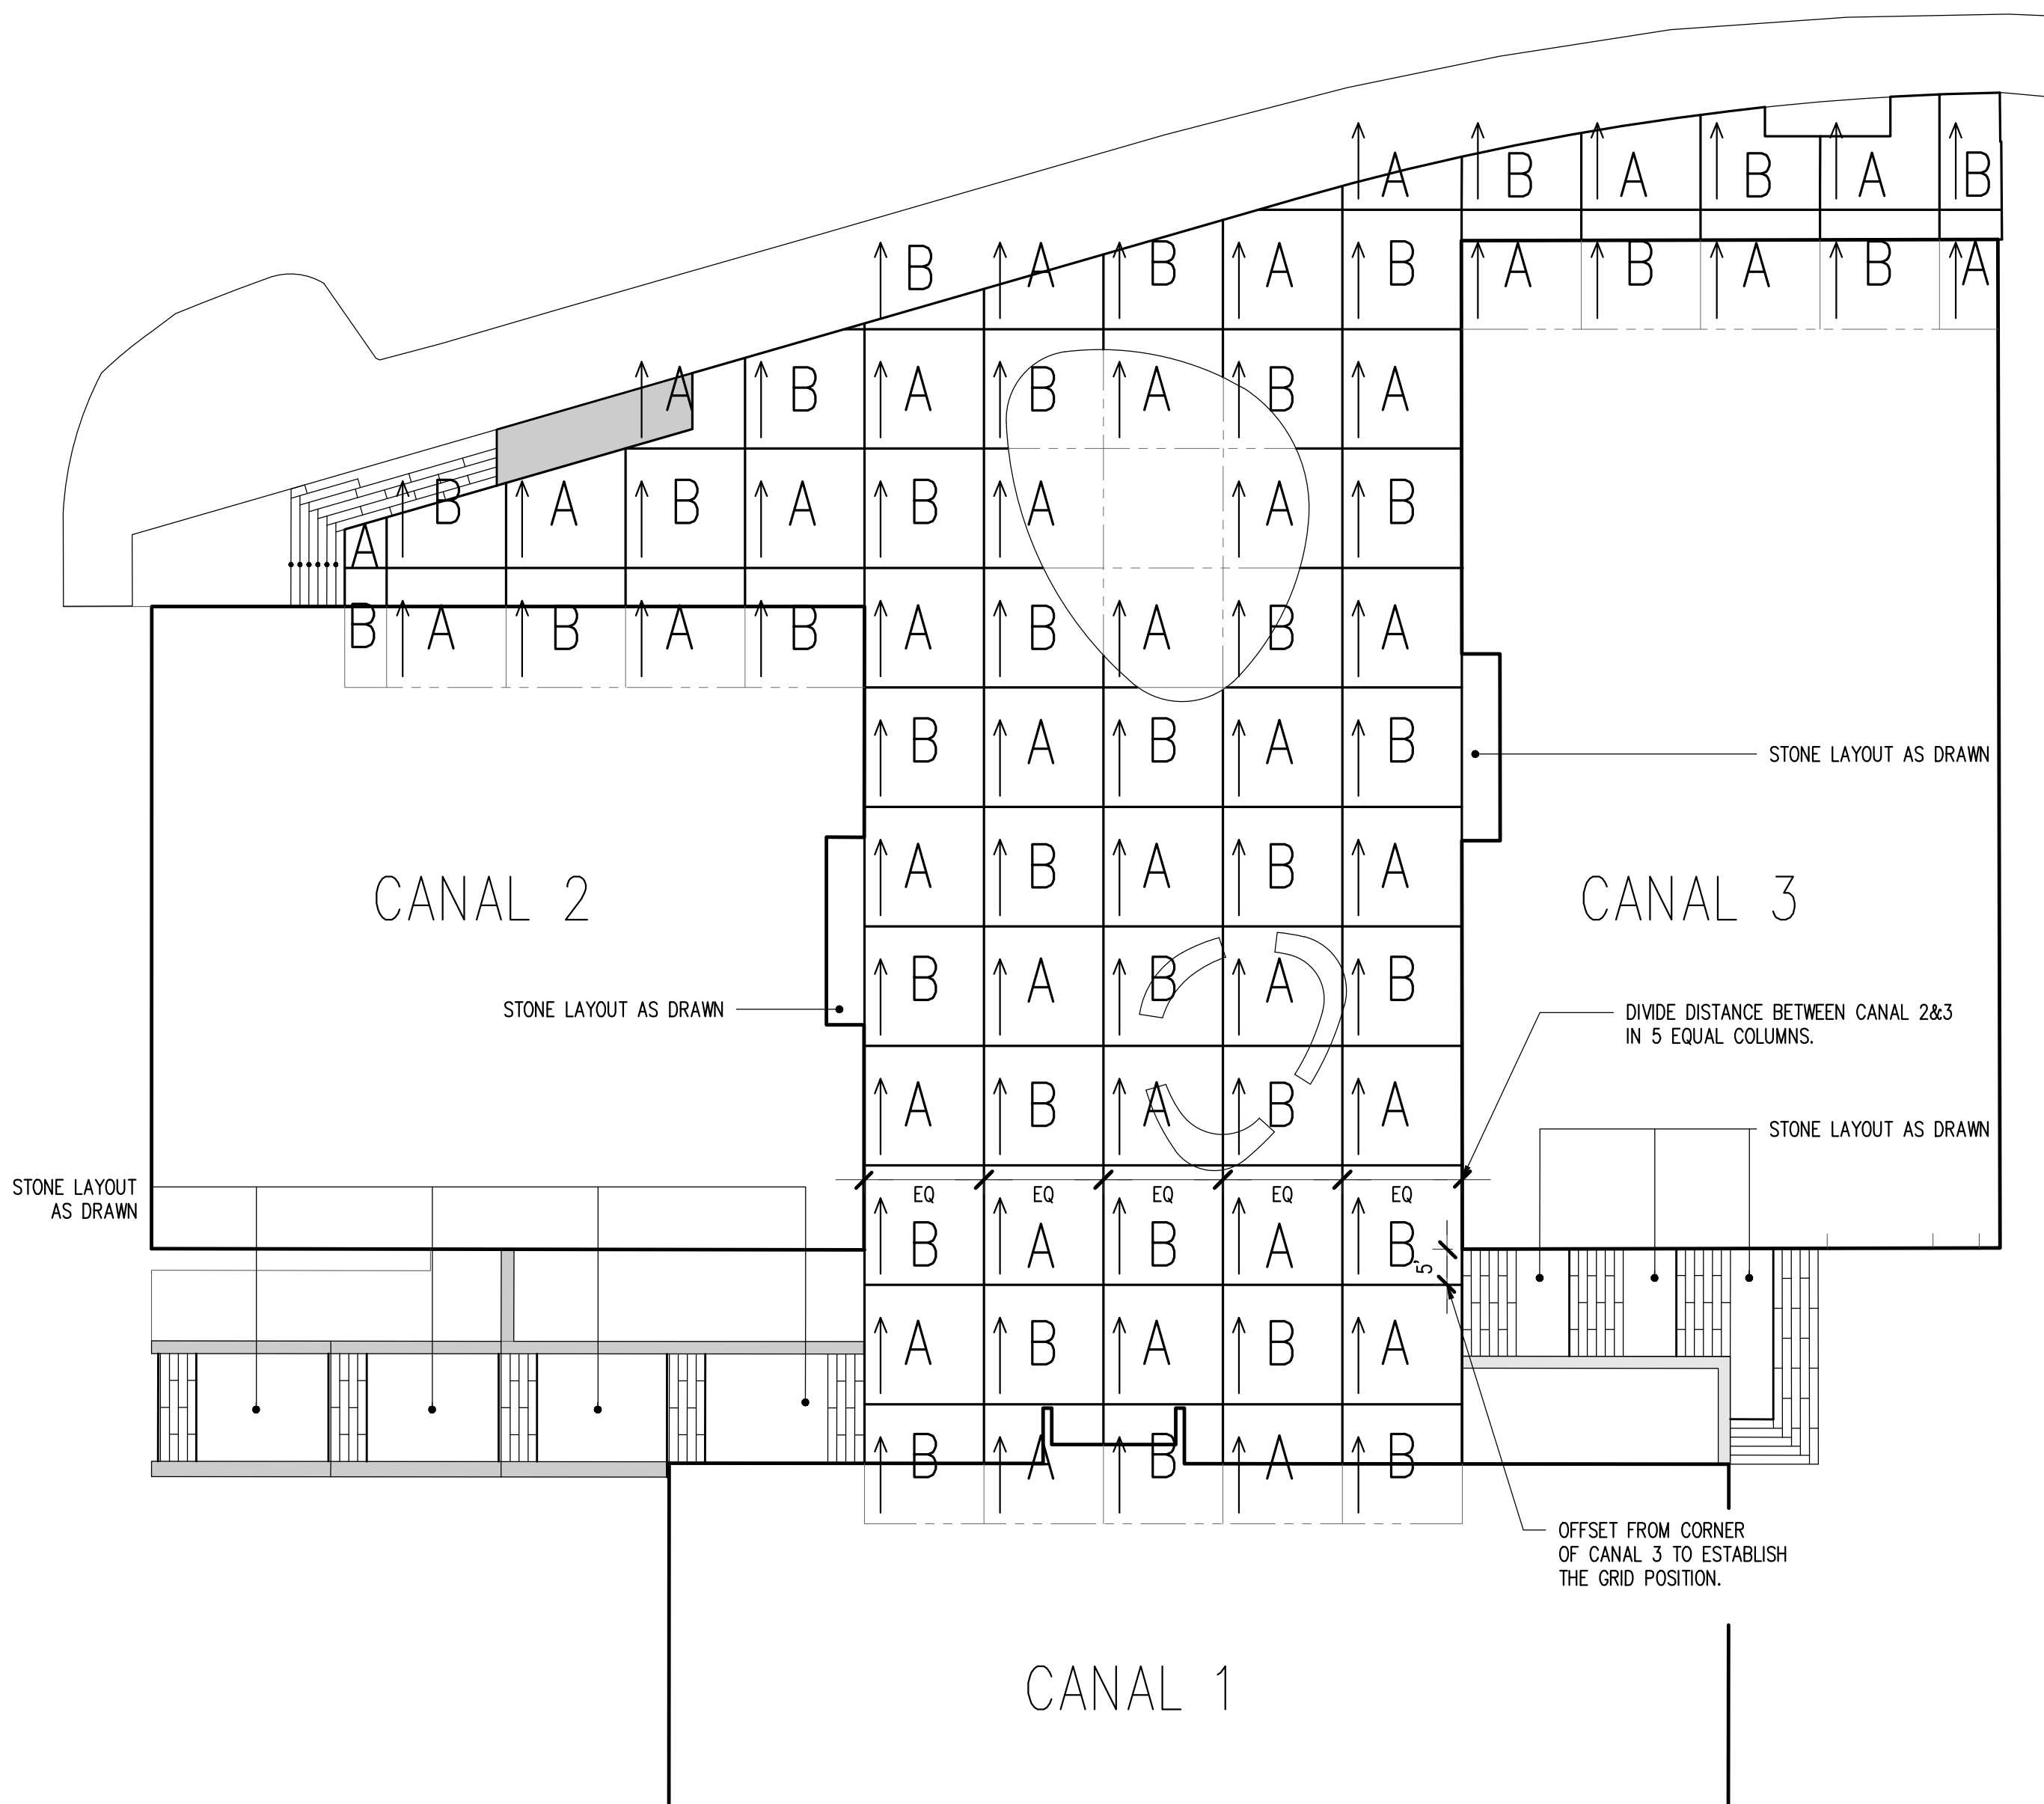 A B A B A B
B A B A B A B A B A
A B A B A B A
B A B A B A A B
A
B A B A B A B A B A
B A B A B
STONE LAYOUT AS DRAWN
A B A B A
CANAL 2
CANAL 3
B A B A B
STONE LAYOUT AS DRAWN
DIVIDE DISTANCE BETWEEN CANAL 2&3
IN 5 EQUAL COLUMNS.
A B A B A
STONE LAYOUT AS DRAWN
STONE LAYOUT
AS DRAWN
EQ EQ EQ EQ EQ
B A B A B
5'
A B A B A
B A B A B
OFFSET FROM CORNER
OF CANAL 3 TO ESTABLISH
THE GRID POSITION.
CANAL 1